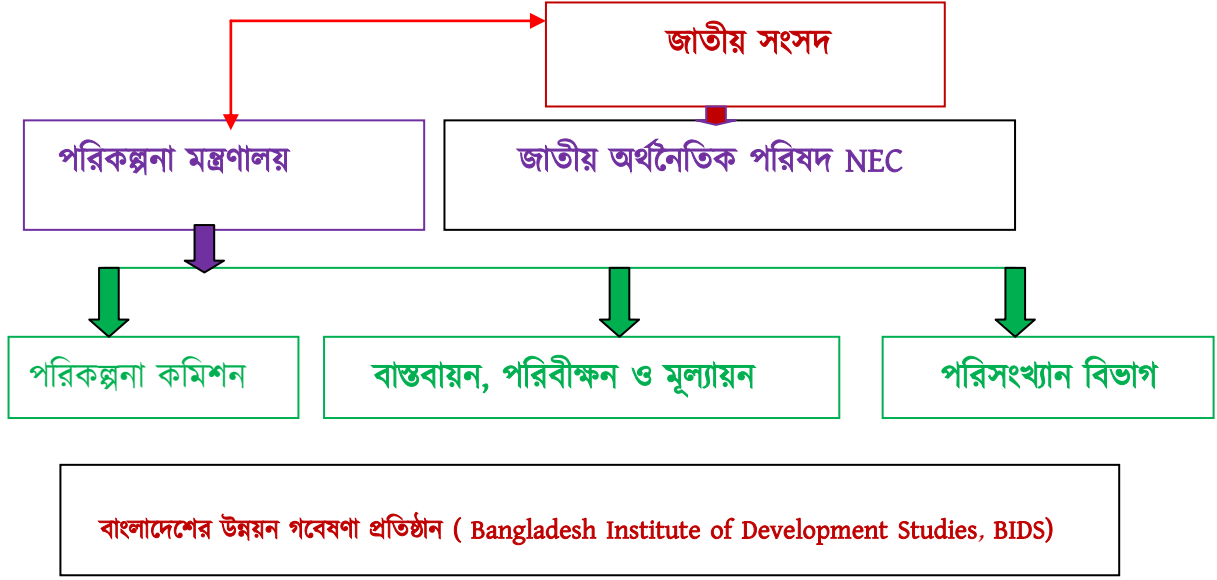 জাতীয় সংসদ
পরিকল্পনা মন্ত্রণালয়
জাতীয় অর্থনৈতিক পরিষদ NEC
পরিকল্পনা কমিশন
বাস্তবায়ন, পরিবীক্ষন ও মূল্যায়ন
পরিসংখ্যান বিভাগ
বাংলাদেশের উন্নয়ন গবেষণা প্রতিষ্ঠান ( Bangladesh Institute of Development Studies, BIDS)